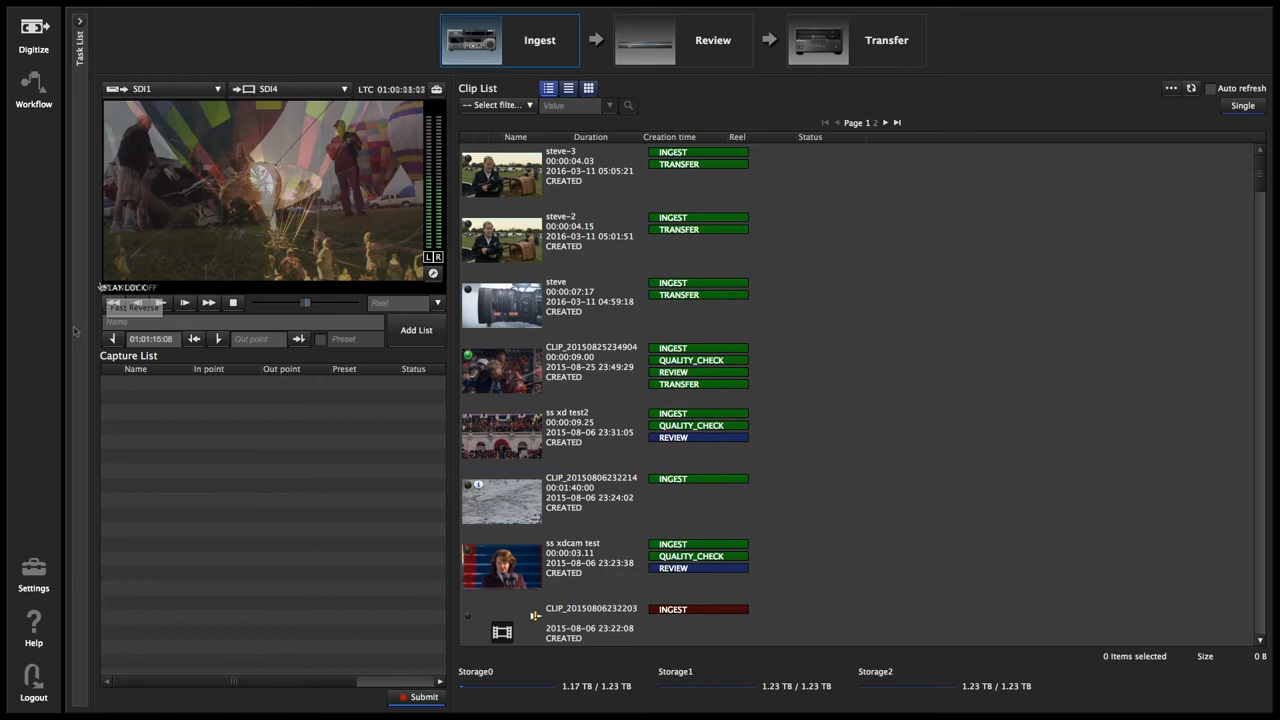 Digitize
Workflow
Task List
Ingest
Review
Transfer
SDI1
SDI4
LTC
L R
Reel
Fast Reverse
Name
01:01:15:08
Out point
Preset
Add List
Capture List
Name In point Out point Preset Status
Submit
Settings
Help
Logout
Clip List
Auto refresh
-- Select filte...
Value
Single
Page 1 2
Name Duration Creation time Reel Status
steve-3
00:00:04.03
2016-03-11 05:05:21
CREATED
INGEST
TRANSFER
steve-2
00:00:04.15
2016-03-11 05:01:51
CREATED
INGEST
TRANSFER
steve
00:00:07:17
2016-03-11 04:59:18
CREATED
INGEST
TRANSFER
CLIP_20150825234904
00:00:09.00
2015-08-25 23:49:29
CREATED
INGEST
QUALITY_CHECK
REVIEW
TRANSFER
ss xd test2
00:00:09.25
2015-08-06 23:31:05
CREATED
INGEST
QUALITY_CHECK
REVIEW
CLIP_20150806232214
00:01:40:00
2015-08-06 23:24:02
CREATED
INGEST
ss xdcam test
00:00:03.11
2015-08-06 23:23:38
CREATED
INGEST
QUALITY_CHECK
REVIEW
CLIP_20150806232203
2015-08-06 23:22:08
CREATED
INGEST
0 Items selected Size 0 B
Storage0 Storage1 Storage2
1.17 TB / 1.23 TB 1.23 TB / 1.23 TB 1.23 TB / 1.23 TB